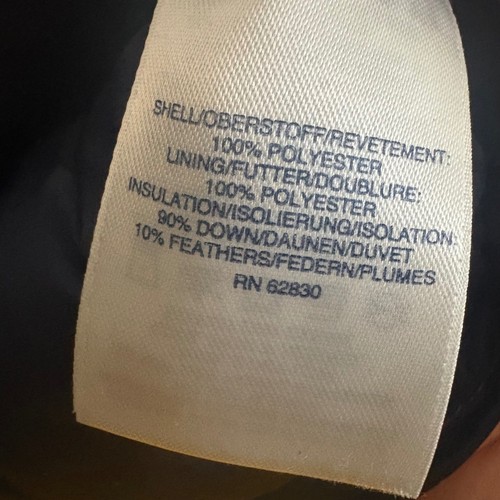 SHELL/OBERSTOFF/REVETEMENT:
100% POLYESTER
LINING/FUTTER/DOUBLURE:
100% POLYESTER
INSULATION/ISOLIERUNG/ISOLATION:
90% DOWN/DAUNEN/DUVET
10% FEATHERS/FEDERN/PLUMES
RN 62830